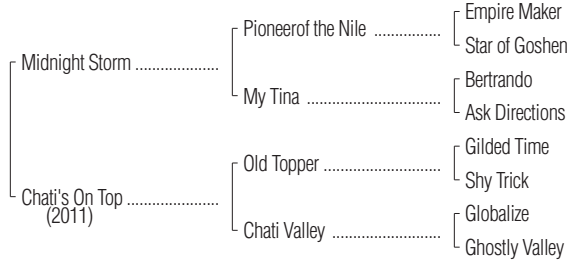 Empire Maker
Pioneerof the Nile ................
Star of Goshen
Midnight Storm .....................
Bertrando
My Tina .................................
Ask Directions
Gilded Time
Old Topper .............................
Shy Trick
Chati's On Top .......................
(2011)
Globalize
Chati Valley ...........................
Ghostly Valley